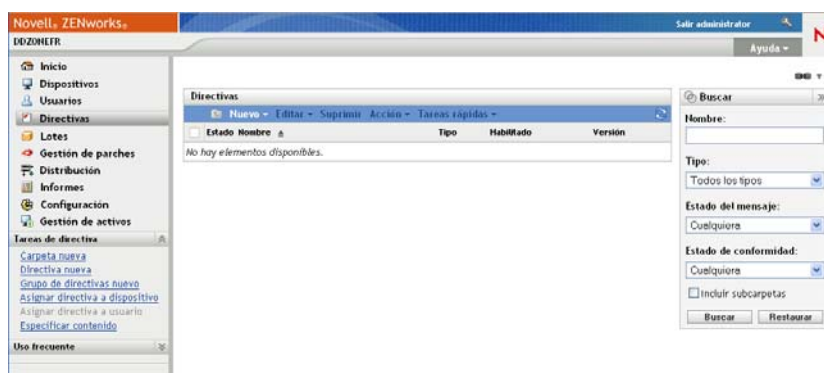 Novell® ZENworks®
Salir administrator
DDZONEFR
Ayuda
Inicio
Dispositivos
Usuarios
Directivas
Lotes
Gestión de parches
Distribución
Informes
Configuración
Gestión de activos
Tareas de directiva
Carpeta nueva
Directiva nueva
Grupo de directivas nuevo
Asignar directiva a dispositivo
Asignar directiva a usuario
Especificar contenido
Uso frecuente
Directivas
Nuevo Editar Suprimir Acción Tareas rápidas
Estado Nombre Tipo Habilitado Versión
No hay elementos disponibles.
Buscar
Nombre:
Tipo:
Todos los tipos
Estado del mensaje:
Cualquiera
Estado de conformidad:
Cualquiera
Incluir subcarpetas
Buscar Restaurar